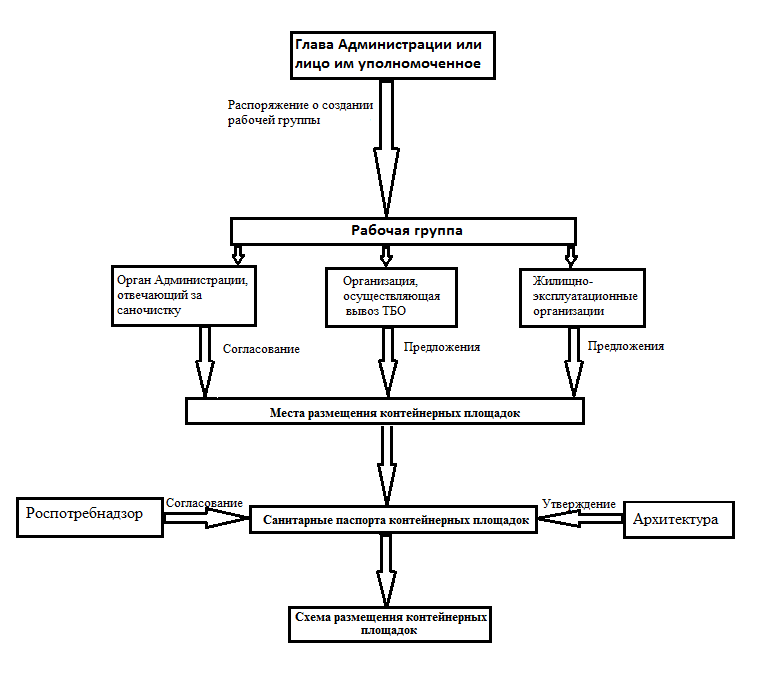 Глава Администрации или
лицо им уполномоченное
Распоряжение о создании
рабочей группы
Рабочая группа
Орган Администрации,
отвечающий за
саночистку
Организация,
осуществляющая
вывоз ТБО
Жилищно-
эксплуатационные
организации
Согласование
Предложения
Предложения
Места размещения контейнерных площадок
Роспотребнадзор
Согласование
Санитарные паспорта контейнерных площадок
Утверждение
Архитектура
Схема размещения контейнерных
площадок